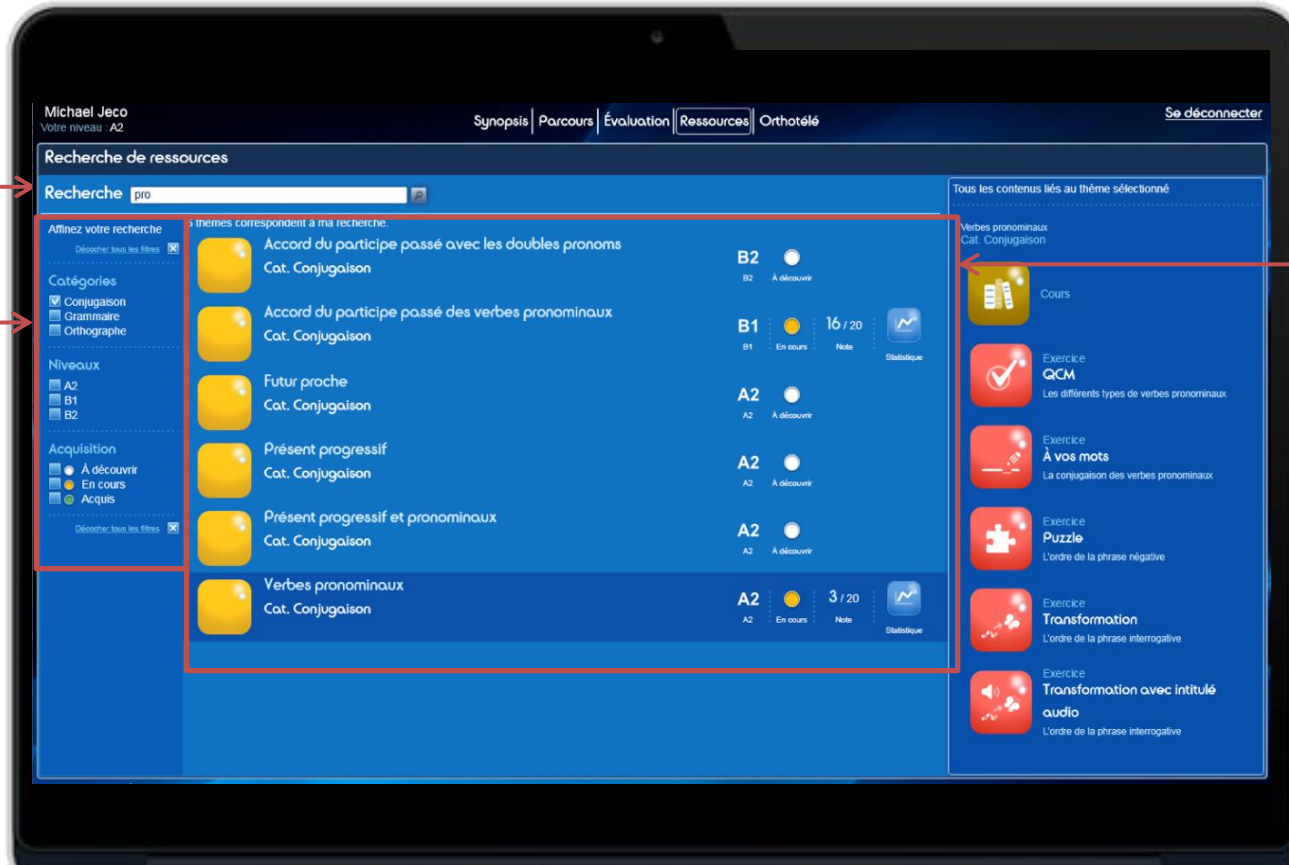 Michael Jeco
Votre niveau : A2
Synopsis Parcours Évaluation Ressources Orthotélé
Se déconnecter
Recherche de ressources
Recherche pro
Affinez votre recherche
Décocher tous les filtres
Catégories
Conjugaison
Grammaire
Orthographe
Niveaux
A2
B1
B2
Acquisition
À découvrir
En cours
Acquis
Décocher tous les filtres
thèmes correspondent à ma recherche.
Accord du participe passé avec les doubles pronoms
Cat. Conjugaison
B2
B2 À découvrir
Accord du participe passé des verbes pronominaux
Cat. Conjugaison
B1 16 / 20
B1 En cours Note Statistique
Futur proche
Cat. Conjugaison
A2
A2 À découvrir
Présent progressif
Cat. Conjugaison
A2
A2 À découvrir
Présent progressif et pronominaux
Cat. Conjugaison
A2
A2 À découvrir
Verbes pronominaux
Cat. Conjugaison
A2 3 / 20
A2 En cours Note Statistique
Tous les contenus liés au thème sélectionné
Verbes pronominaux
Cat. Conjugaison
Cours
Exercice
QCM
Les différents types de verbes pronominaux
Exercice
À vos mots
La conjugaison des verbes pronominaux
Exercice
Puzzle
L'ordre de la phrase négative
Exercice
Transformation
L'ordre de la phrase interrogative
Exercice
Transformation avec intitulé
audio
L'ordre de la phrase interrogative